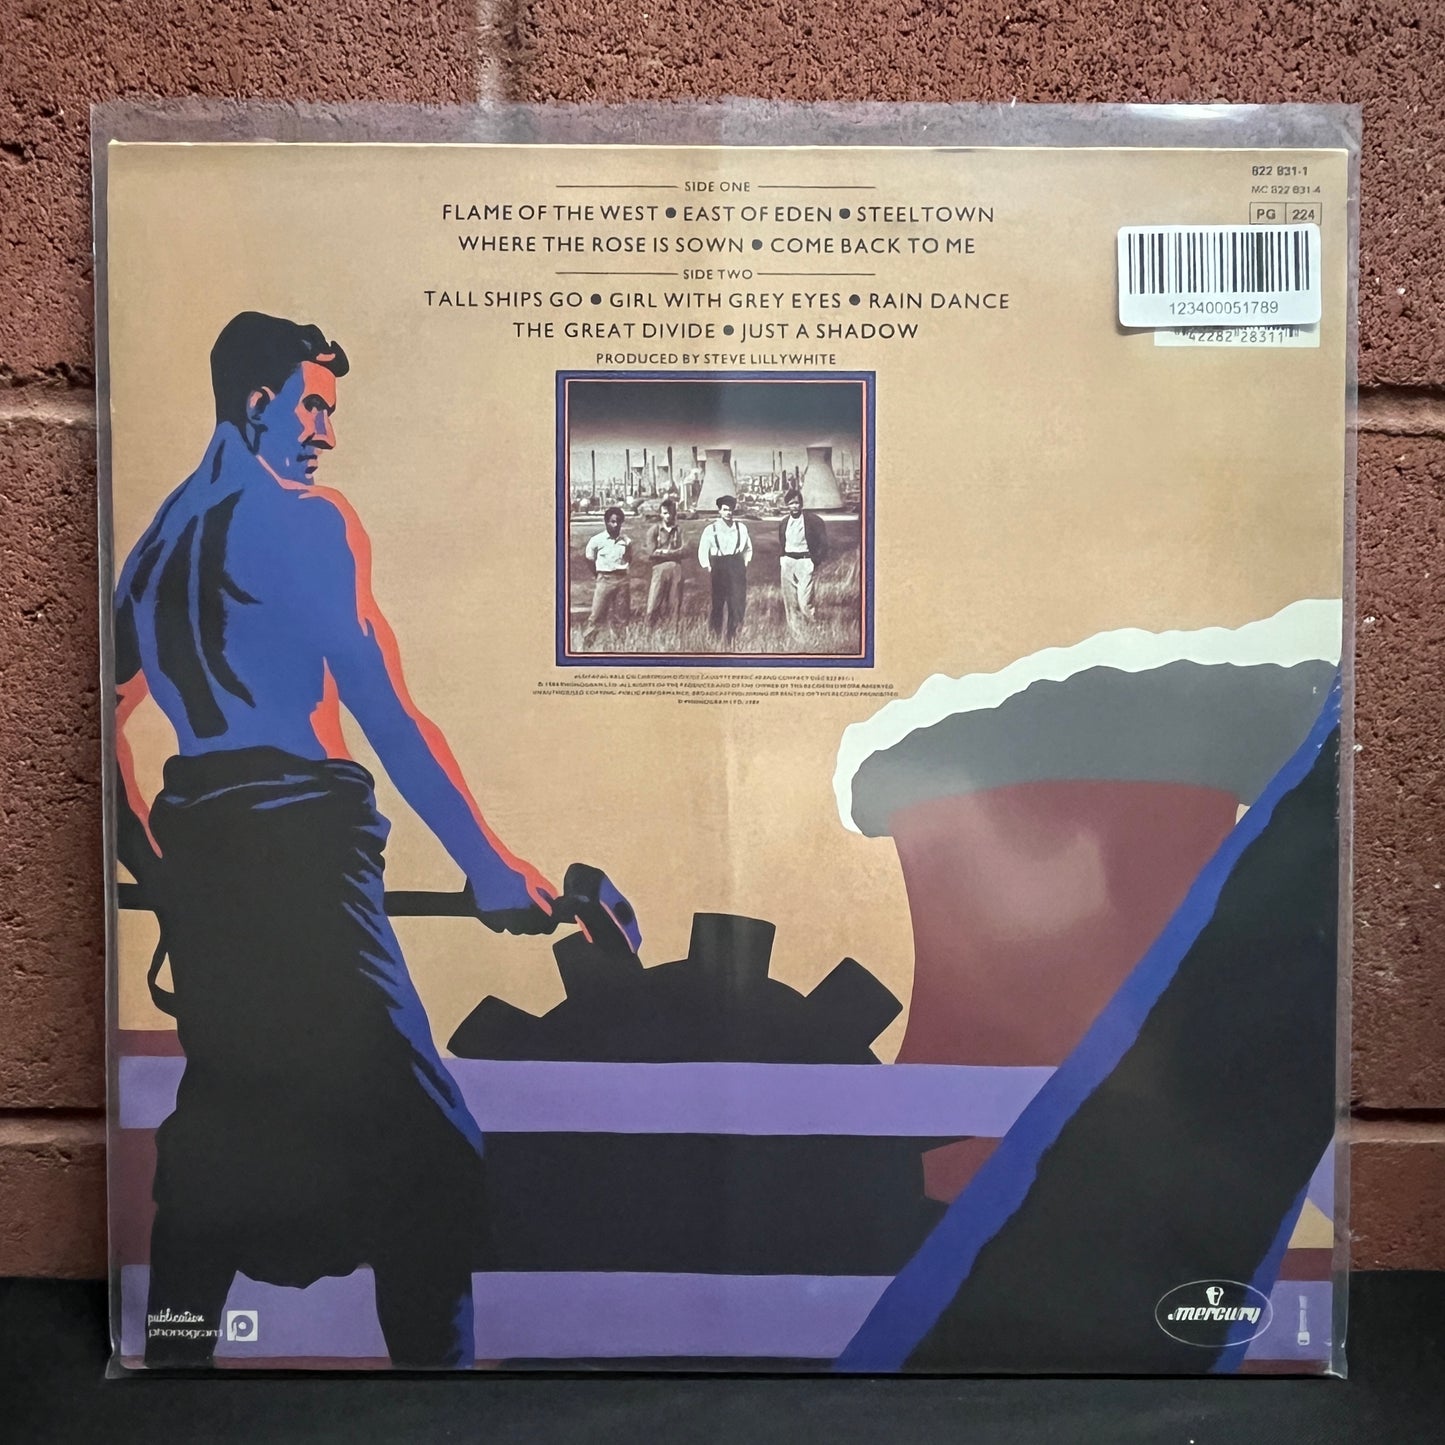 SIDE ONE
FLAME OF THE WEST ● EAST OF EDEN ● STEELTOWN
WHERE THE ROSE IS SOWN ● COME BACK TO ME
SIDE TWO
TALL SHIPS GO ● GIRL WITH GREY EYES ● RAIN DANCE
THE GREAT DIVIDE ● JUST A SHADOW
PRODUCED BY STEVE LILLYWHITE
822 831-1
MC 822 831-4
PG 224
123400051789
42282 28311
publication
phonogram
mercury